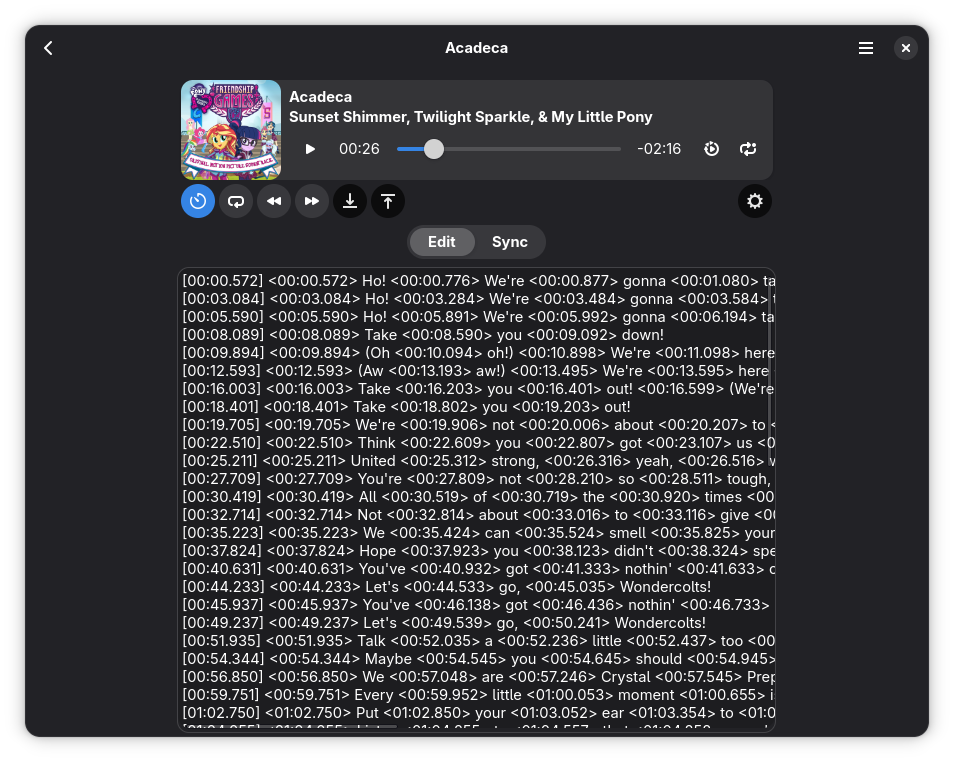 Acadeca
FRIENDSHIP
GAMES
Acadeca
Sunset Shimmer, Twilight Sparkle, & My Little Pony
00:26
-02:16
Edit
Sync
[00:00.572] <00:00.572> Ho! <00:00.776> We're <00:00.877> gonna <00:01.080> ta
[00:03.084] <00:03.084> Ho! <00:03.284> We're <00:03.484> gonna <00:03.584> t
[00:05.590] <00:05.590> Ho! <00:05.891> We're <00:05.992> gonna <00:06.194> ta
[00:08.089] <00:08.089> Take <00:08.590> you <00:09.092> down!
[00:09.894] <00:09.894> (Oh <00:10.094> oh!) <00:10.898> We're <00:11.098> here
[00:12.593] <00:12.593> (Aw <00:13.193> aw!) <00:13.495> We're <00:13.595> here
[00:16.003] <00:16.003> Take <00:16.203> you <00:16.401> out! <00:16.599> (We're
[00:18.401] <00:18.401> Take <00:18.802> you <00:19.203> out!
[00:19.705] <00:19.705> We're <00:19.906> not <00:20.006> about <00:20.207> to <
[00:22.510] <00:22.510> Think <00:22.609> you <00:22.807> got <00:23.107> us <0
[00:25.211] <00:25.211> United <00:25.312> strong, <00:26.316> yeah, <00:26.516> w
[00:27.709] <00:27.709> You're <00:27.809> not <00:28.210> so <00:28.511> tough,
[00:30.419] <00:30.419> All <00:30.519> of <00:30.719> the <00:30.920> times <00
[00:32.714] <00:32.714> Not <00:32.814> about <00:33.016> to <00:33.116> give <00
[00:35.223] <00:35.223> We <00:35.424> can <00:35.524> smell <00:35.825> your
[00:37.824] <00:37.824> Hope <00:37.923> you <00:38.123> didn't <00:38.324> spe
[00:40.631] <00:40.631> You've <00:40.932> got <00:41.333> nothin' <00:41.633> o
[00:44.233] <00:44.233> Let's <00:44.533> go, <00:45.035> Wondercolts!
[00:45.937] <00:45.937> You've <00:46.138> got <00:46.436> nothin' <00:46.733>
[00:49.237] <00:49.237> Let's <00:49.539> go, <00:50.241> Wondercolts!
[00:51.935] <00:51.935> Talk <00:52.035> a <00:52.236> little <00:52.437> too <00
[00:54.344] <00:54.344> Maybe <00:54.545> you <00:54.645> should <00:54.945>
[00:56.850] <00:56.850> We <00:57.048> are <00:57.246> Crystal <00:57.545> Prep
[00:59.751] <00:59.751> Every <00:59.952> little <01:00.053> moment <01:00.655> i
[01:02.750] <01:02.750> Put <01:02.850> your <01:03.052> ear <01:03.354> to <01:0